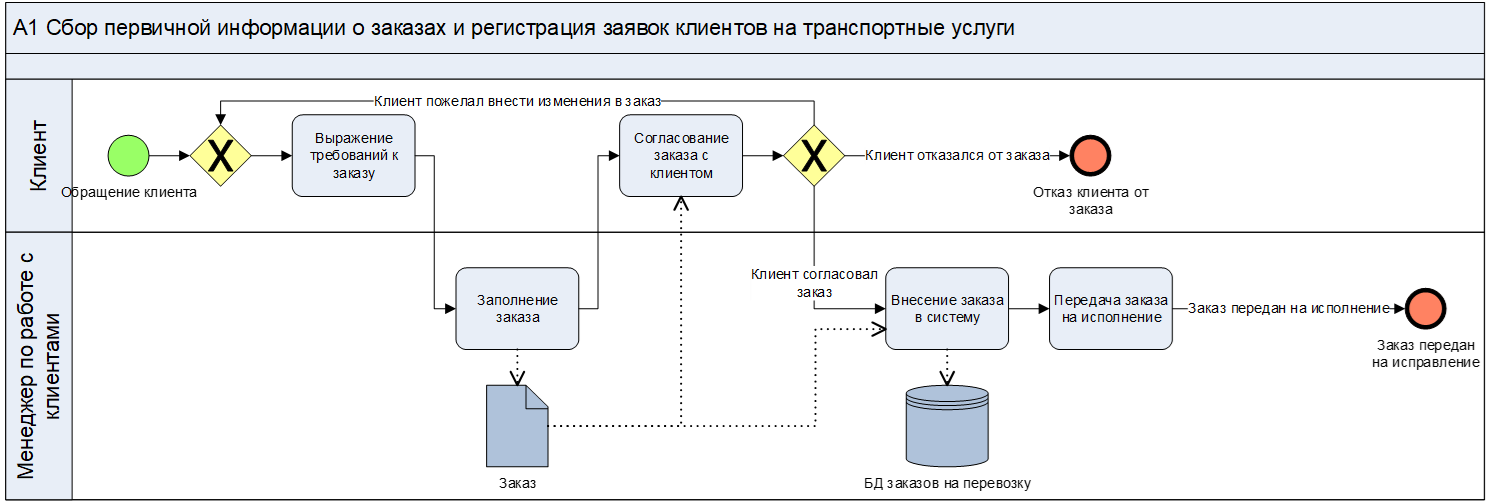 А1 Сбор первичной информации о заказах и регистрация заявок клиентов на транспортные услуги
Клиент
Клиент пожелал внести изменения в заказ
Обращение клиента
Х
Выражение
требований к
заказу
Согласование
заказа с
клиентом
Х
Клиент отказался от заказа
Отказ клиента от
заказа
Менеджер по работе с
клиентами
Заполнение
заказа
Клиент согласовал
заказ
Внесение заказа
в систему
Передача заказа
на исполнение
Заказ передан на исполнение
Заказ передан
на исправление
Заказ
БД заказов на перевозку